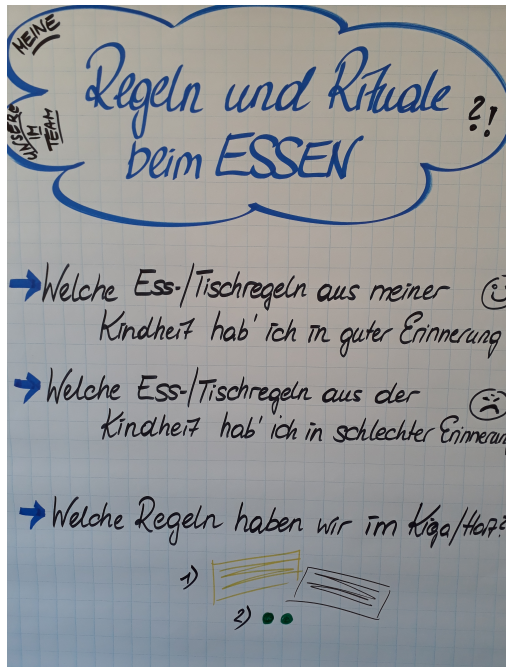 MEINE
UNSERE
IM
TEAM
Regeln und Rituale ?!
beim ESSEN
Welche Ess-/Tischregeln aus meiner
Kindheit hab' ich in guter Erinnerung
Welche Ess-/Tischregeln aus der
Kindheit hab' ich in schlechter Erinnerun
Welche Regeln haben wir im Kiga/Hort?
1)
2)